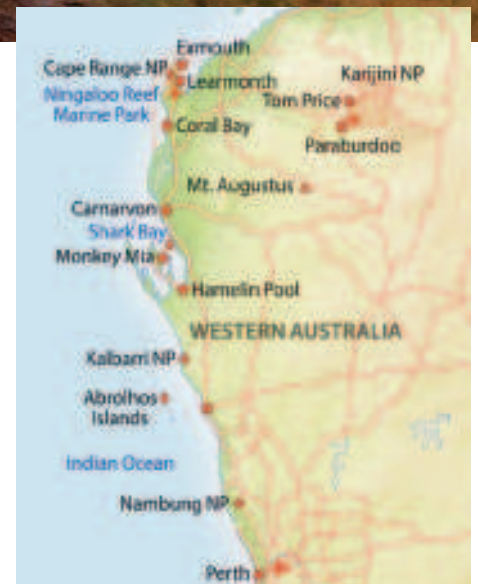 Exmouth
Cape Range NP
Karijini NP
Learmonth
Ningaloo Reef
Marine Park
Tom Price
Coral Bay
Paraburdoo
Mt. Augustus
Carnarvon
Shark Bay
Monkey Mia
Hamelin Pool
WESTERN AUSTRALIA
Kalbarri NP
Abrolhos
Islands
Indian Ocean
Nambung NP
Perth